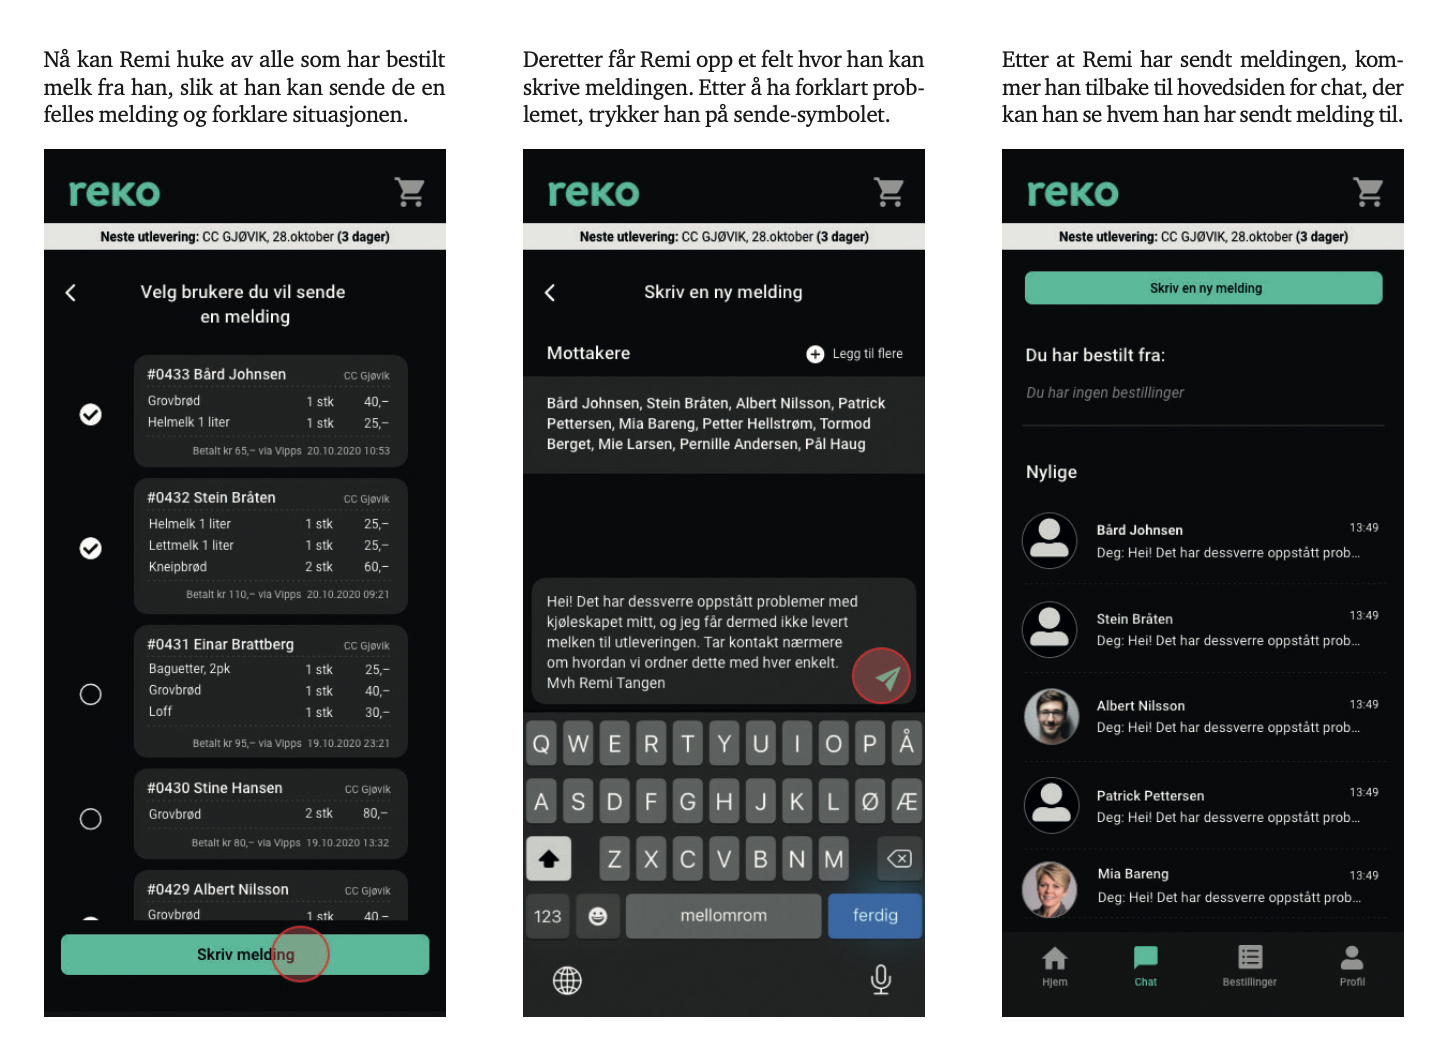 Nå kan Remi huke av alle som har bestilt
melk fra han, slik at han kan sende de en
felles melding og forklare situasjonen.
reko
Neste utlevering: CC GJØVIK, 28.oktober (3 dager)
Velg brukere du vil sende
en melding
#0433 Bård Johnsen CC Gjøvik
Grovbrød 1 stk 40,–
Helmelk 1 liter 1 stk 25,–
Betalt kr 65,– via Vipps 20.10.2020 10:53
#0432 Stein Bråten CC Gjøvik
Helmelk 1 liter 1 stk 25,–
Lettmelk 1 liter 1 stk 25,–
Kneipbrød 2 stk 60,–
Betalt kr 110,– via Vipps 20.10.2020 09:21
#0431 Einar Brattberg CC Gjøvik
Baguetter, 2pk 1 stk 25,–
Grovbrød 1 stk 40,–
Loff 1 stk 30,–
Betalt kr 95,– via Vipps 19.10.2020 23:21
#0430 Stine Hansen CC Gjøvik
Grovbrød 2 stk 80,–
Betalt kr 80,– via Vipps 19.10.2020 13:32
#0429 Albert Nilsson CC Gjøvik
Grovbrød 1 stk 40,–
Skriv melding
Deretter får Remi opp et felt hvor han kan
skrive meldingen. Etter å ha forklart prob-
lemet, trykker han på sende-symbolet.
reko
Neste utlevering: CC GJØVIK, 28.oktober (3 dager)
Skriv en ny melding
Mottakere Legg til flere
Bård Johnsen, Stein Bråten, Albert Nilsson, Patrick
Pettersen, Mia Bareng, Petter Hellstrøm, Tormod
Berget, Mie Larsen, Pernille Andersen, Pål Haug
Hei! Det har dessverre oppstått problemer med
kjøleskapet mitt, og jeg får dermed ikke levert
melken til utleveringen. Tar kontakt nærmere
om hvordan vi ordner dette med hver enkelt.
Mvh Remi Tangen
Q W E R T Y U I O P Å
A S D F G H J K L Ø Æ
Z X C V B N M
123 mellomrom ferdig
Etter at Remi har sendt meldingen, kom-
mer han tilbake til hovedsiden for chat, der
kan han se hvem han har sendt melding til.
reko
Neste utlevering: CC GJØVIK, 28.oktober (3 dager)
Skriv en ny melding
Du har bestilt fra:
Du har ingen bestillinger
Nylige
Bård Johnsen 13:49
Deg: Hei! Det har dessverre oppstått prob...
Stein Bråten 13:49
Deg: Hei! Det har dessverre oppstått prob...
Albert Nilsson 13:49
Deg: Hei! Det har dessverre oppstått prob...
Patrick Pettersen 13:49
Deg: Hei! Det har dessverre oppstått prob...
Mia Bareng 13:49
Deg: Hei! Det har dessverre oppstått prob...
Hjem Chat Bestillinger Profil